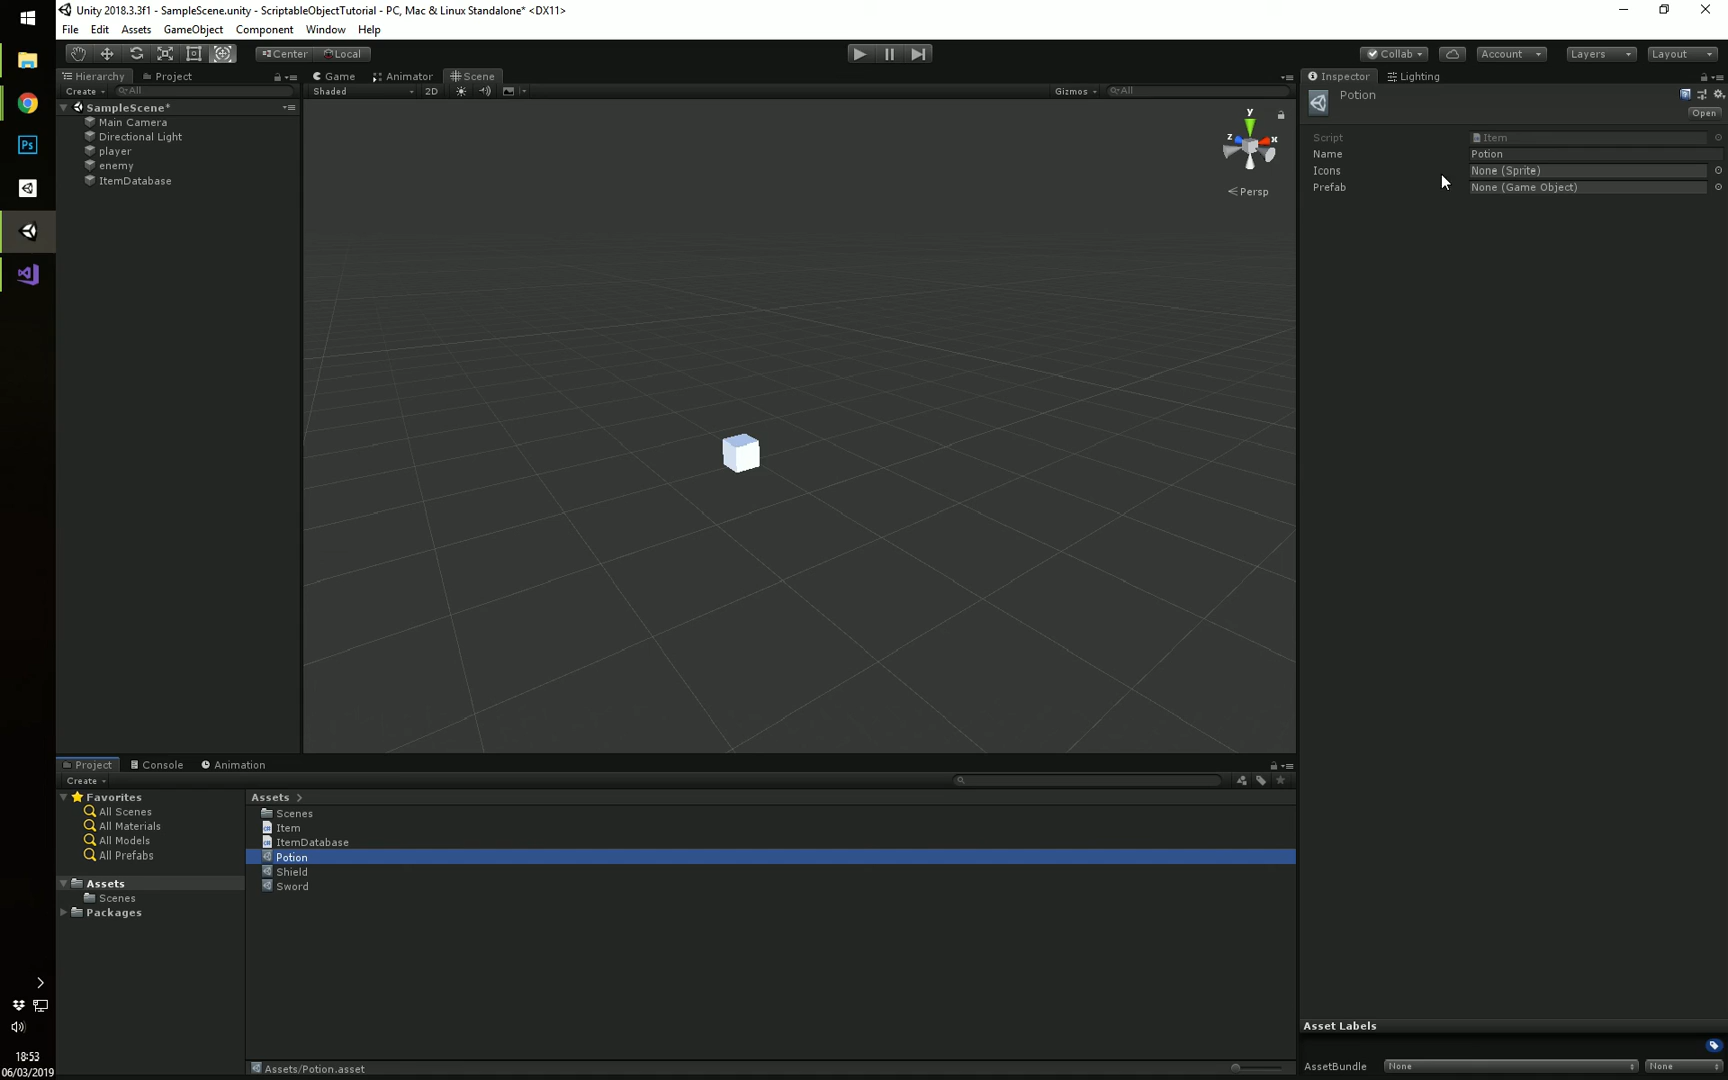 Unity 2018.3.3f1 - SampleScene.unity - ScriptableObjectTutorial - PC, Mac & Linux Standalone* <DX11>
File Edit Assets GameObject Component Window Help
Center Local Collab Account Layers Layout
Hierarchy Project Game Animator Scene Inspector Lighting
Create All Shaded 2D Gizmos All
Potion
Open
SampleScene*
Main Camera
Directional Light
player
enemy
ItemDatabase
y
z x
Persp
Script Item
Name Potion
Icons None (Sprite)
Prefab None (Game Object)
Ps
Project Console Animation
Create
Favorites
All Scenes
All Materials
All Models
All Prefabs
Assets
Scenes
Packages
Assets >
Scenes
Item
ItemDatabase
Potion
Shield
Sword
Assets/Potion.asset
Asset Labels
AssetBundle None None
18:53
06/03/2019